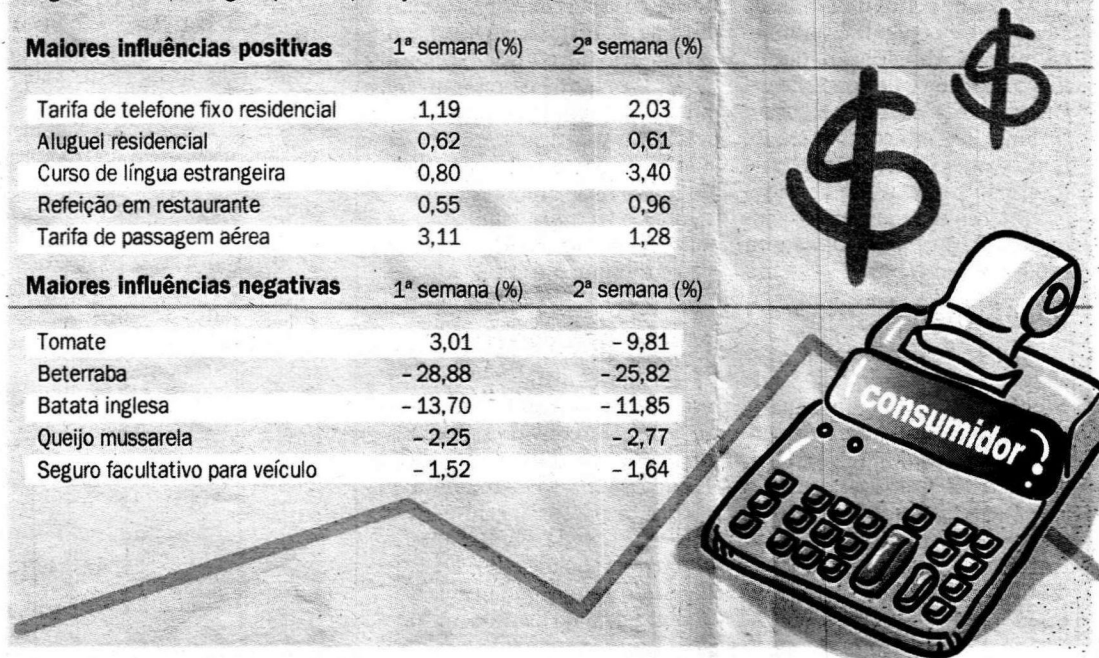 Maiores influências positivas 1ª semana (%) 2ª semana (%)
Tarifa de telefone fixo residencial 1,19 2,03
Aluguel residencial 0,62 0,61
Curso de língua estrangeira 0,80 3,40
Refeição em restaurante 0,55 0,96
Tarifa de passagem aérea 3,11 1,28
Maiores influências negativas 1ª semana (%) 2ª semana (%)
Tomate 3,01 – 9,81
Beterraba – 28,88 – 25,82
Batata inglesa – 13,70 – 11,85
Queijo mussarela – 2,25 – 2,77
Seguro facultativo para veículo – 1,52 – 1,64
$ $
consumidor